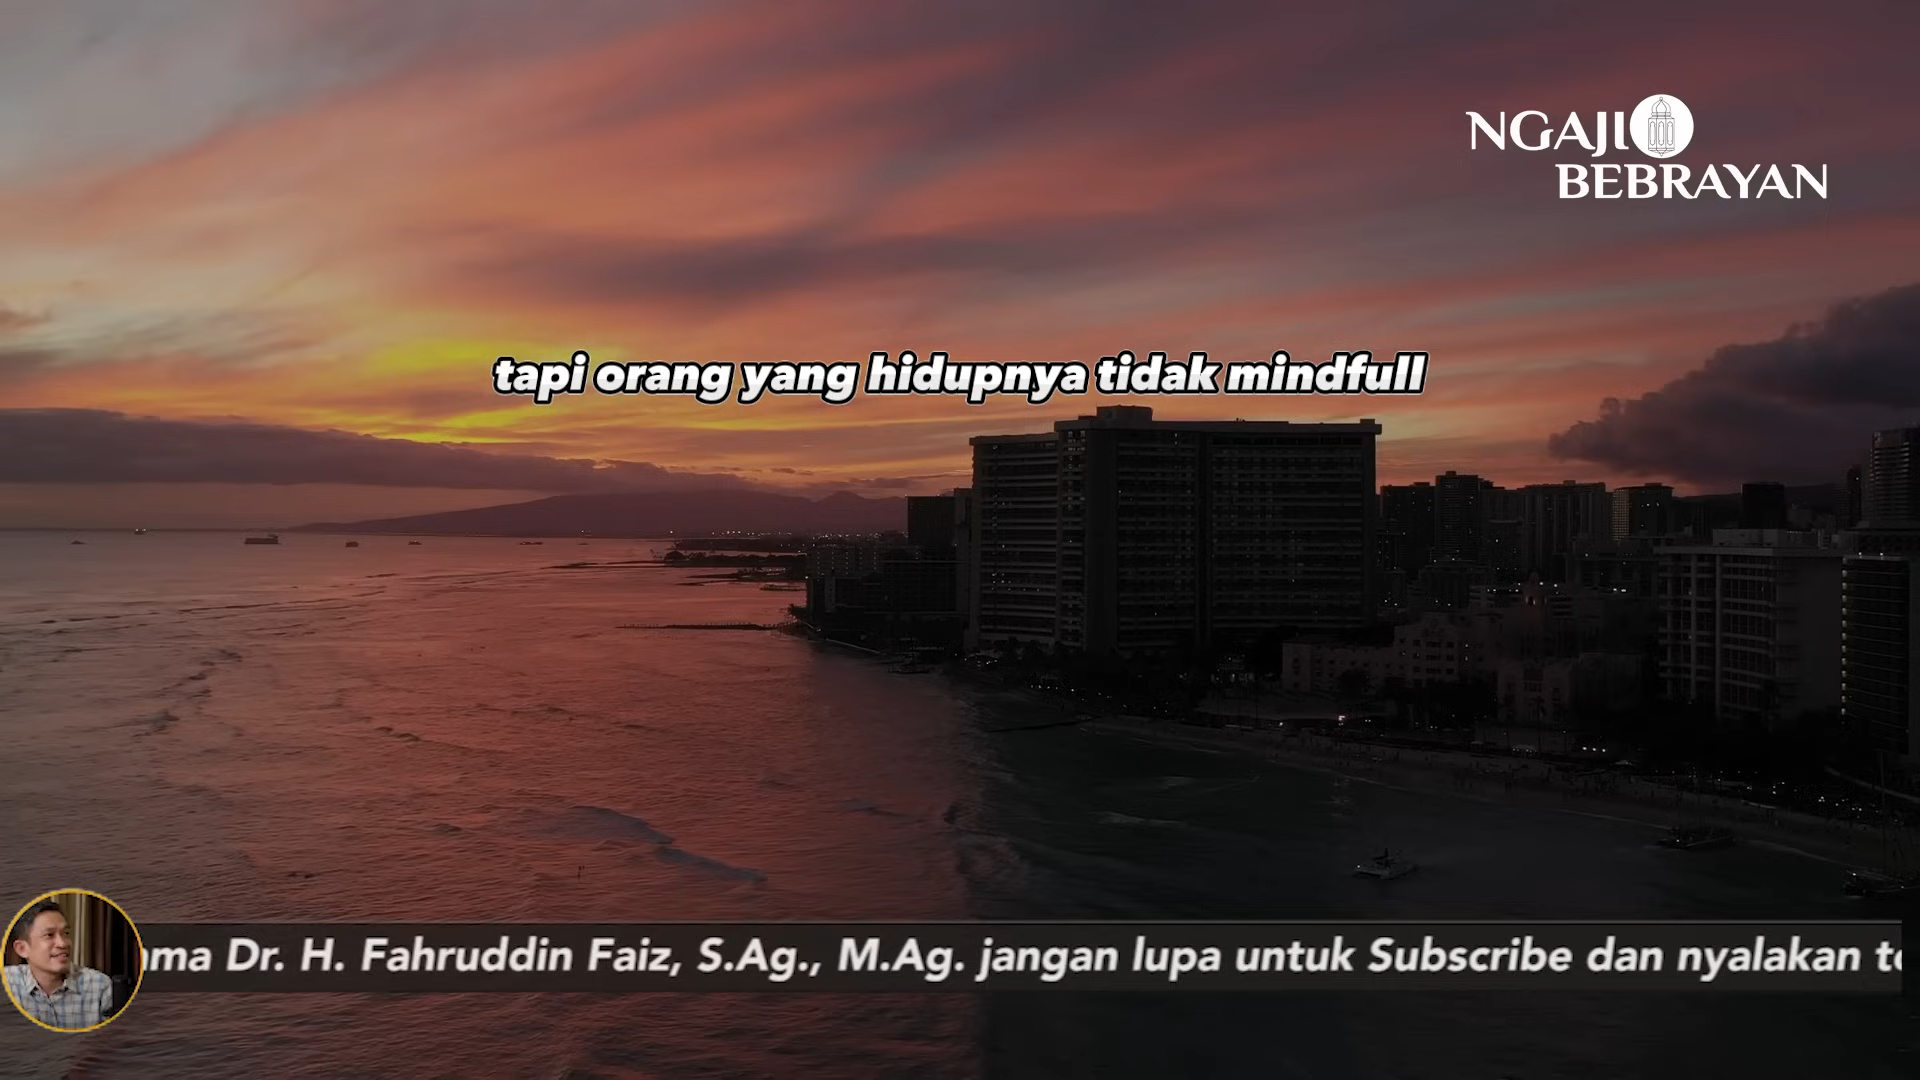 NGAJI
BEBRAYAN
tapi orang yang hidupnya tidak mindfull
Dr. H. Fahruddin Faiz, S.Ag., M.Ag. jangan lupa untuk Subscribe dan nyalakan